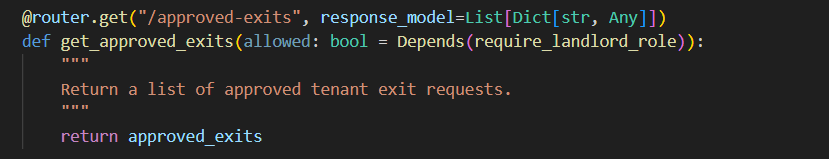 @router.get("/approved-exits", response_model=List[Dict[str, Any]])
def get_approved_exits(allowed: bool = Depends(require_landlord_role)):
    """
    Return a list of approved tenant exit requests.
    """
    return approved_exits